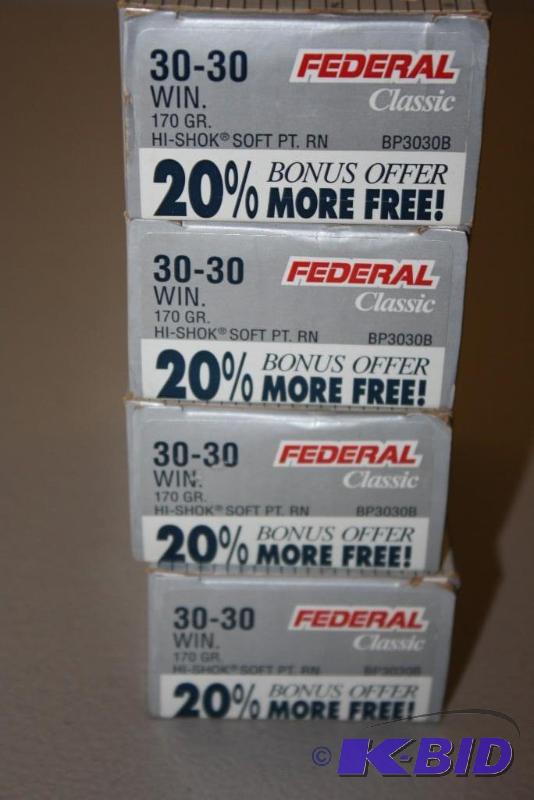 30-30 FEDERAL
WIN. Classic
170 GR.
HI-SHOK® SOFT PT. RN BP3030B
20% BONUS OFFER
MORE FREE!
30-30 FEDERAL
WIN. Classic
170 GR.
HI-SHOK® SOFT PT. RN BP3030B
20% BONUS OFFER
MORE FREE!
30-30 FEDERAL
WIN. Classic
170 GR.
HI-SHOK® SOFT PT. RN BP3030B
20% BONUS OFFER
MORE FREE!
30-30 FEDERAL
WIN. Classic
170 GR.
HI-SHOK® SOFT PT. RN BP3030B
20% BONUS OFFER
MORE FREE!
© K-BID